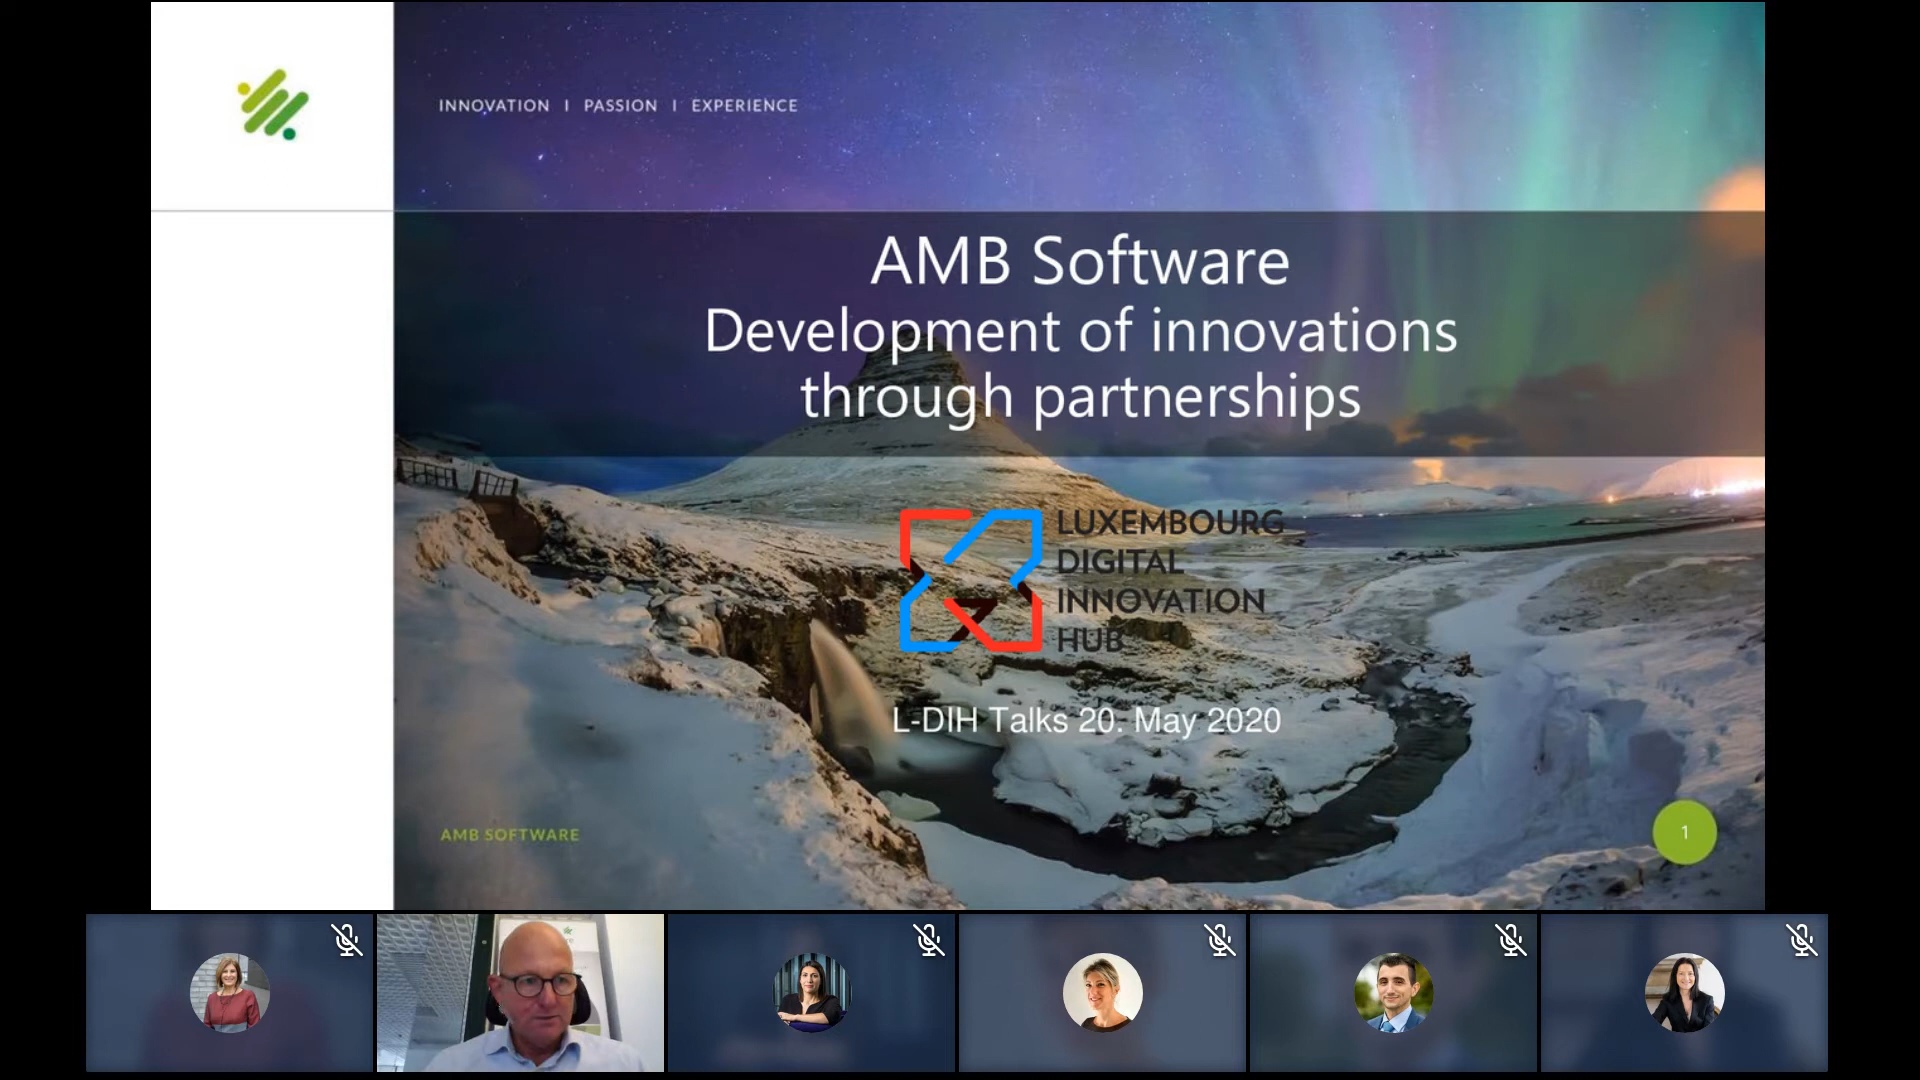 INNOVATION I PASSION I EXPERIENCE
AMB Software
Development of innovations
through partnerships
LUXEMBOURG
DIGITAL
INNOVATION
HUB
L-DIH Talks 20. May 2020
AMB SOFTWARE
1